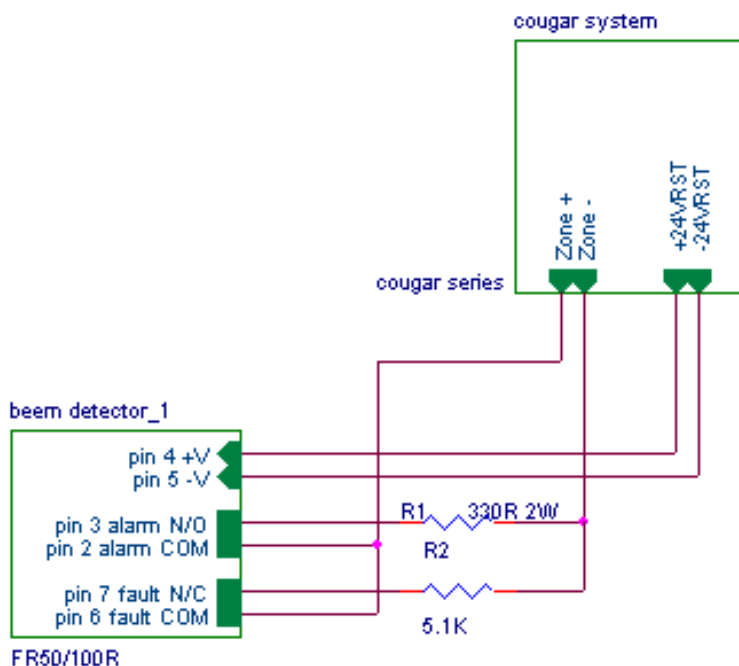 cougar system
Zone +
Zone -
+24VRST
-24VRST
cougar series
beem detector_1
pin 4 +V
pin 5 -V
pin 3 alarm N/O
pin 2 alarm COM
R1 330R 2W
R2
pin 7 fault N/C
pin 6 fault COM
5.1K
FR50/100R